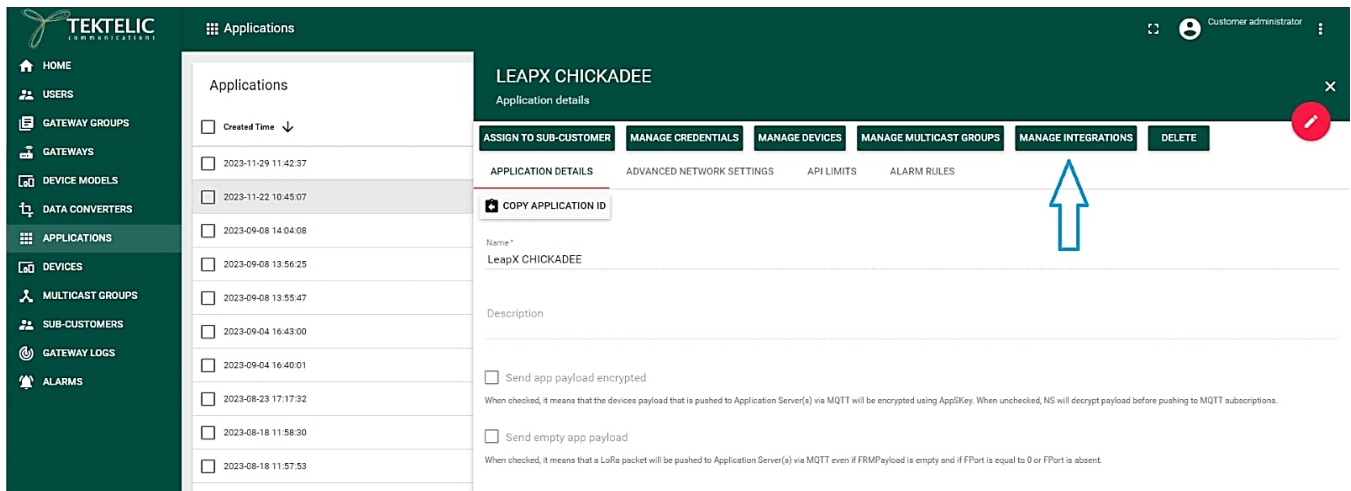 TEKTELIC
communications
Applications
Customer administrator
HOME
USERS
GATEWAY GROUPS
GATEWAYS
DEVICE MODELS
DATA CONVERTERS
APPLICATIONS
DEVICES
MULTICAST GROUPS
SUB-CUSTOMERS
GATEWAY LOGS
ALARMS
Applications
Created Time
2023-11-29 11:42:37
2023-11-22 10:45:07
2023-09-08 14:04:08
2023-09-08 13:56:25
2023-09-08 13:55:47
2023-09-04 16:43:00
2023-09-04 16:40:01
2023-08-23 17:17:32
2023-08-18 11:58:30
2023-08-18 11:57:53
LEAPX CHICKADEE
Application details
ASSIGN TO SUB-CUSTOMER MANAGE CREDENTIALS MANAGE DEVICES MANAGE MULTICAST GROUPS MANAGE INTEGRATIONS DELETE
APPLICATION DETAILS ADVANCED NETWORK SETTINGS API LIMITS ALARM RULES
COPY APPLICATION ID
Name *
LeapX CHICKADEE
Description
Send app payload encrypted
When checked, it means that the devices payload that is pushed to Application Server(s) via MQTT will be encrypted using AppSKey. When unchecked, NS will decrypt payload before pushing to MQTT subscriptions.
Send empty app payload
When checked, it means that a LoRa packet will be pushed to Application Server(s) via MQTT even if FRMPayload is empty and if FPort is equal to 0 or FPort is absent.